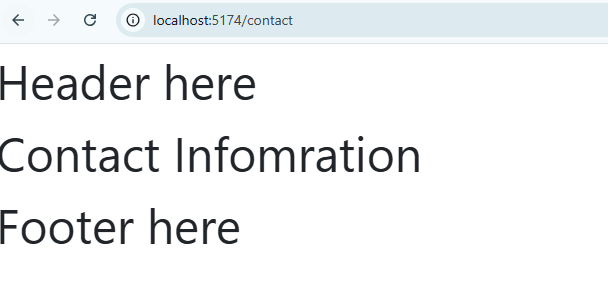 localhost:5174/contact
Header here
Contact Infomration
Footer here